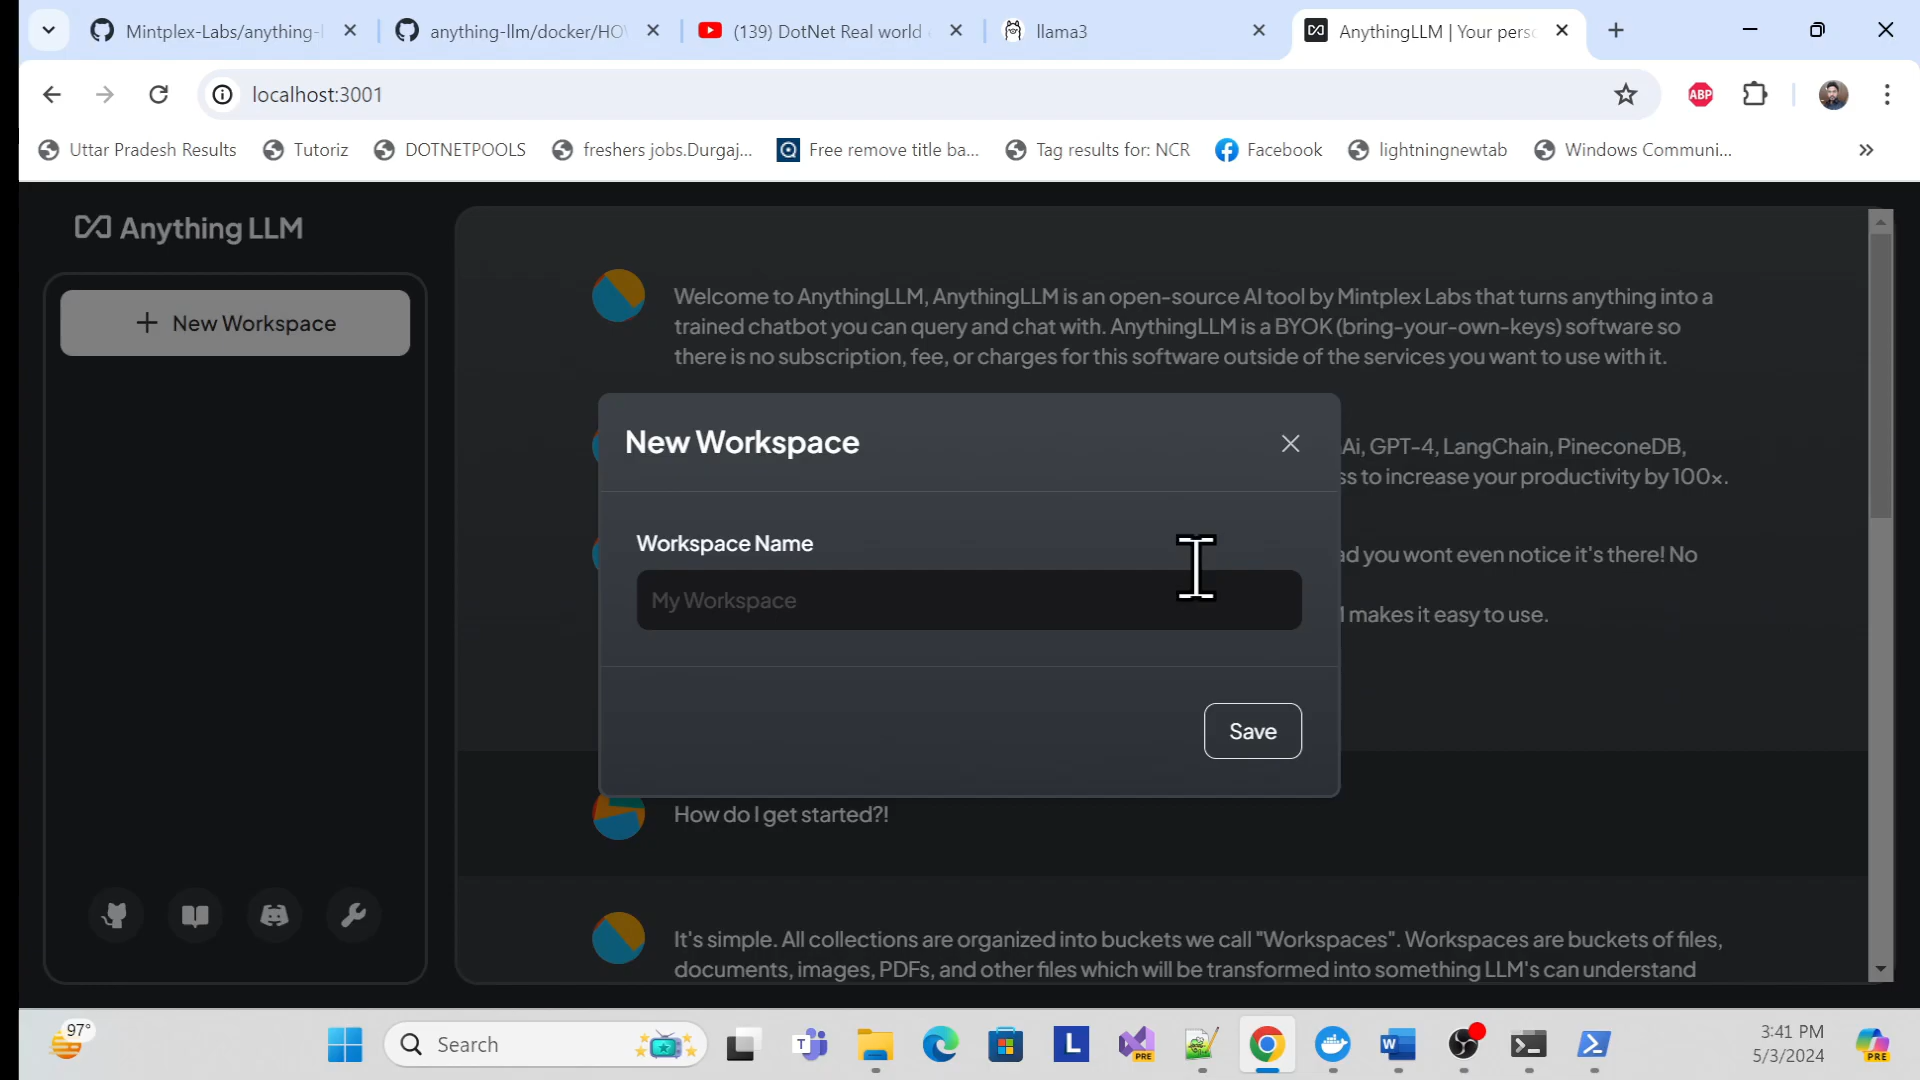 Mintplex-Labs/anything-l
anything-llm/docker/HO
(139) DotNet Real world
llama3
AnythingLLM | Your perso
localhost:3001
ABP
Uttar Pradesh Results
Tutoriz
DOTNETPOOLS
freshers jobs.Durgaj...
Free remove title ba...
Tag results for: NCR
Facebook
lightningnewtab
Windows Communi...
»
Anything LLM
New Workspace
Welcome to AnythingLLM, AnythingLLM is an open-source AI tool by Mintplex Labs that turns anything into a
trained chatbot you can query and chat with. AnythingLLM is a BYOK (bring-your-own-keys) software so
there is no subscription, fee, or charges for this software outside of the services you want to use with it.
Ai, GPT-4, LangChain, PineconeDB,
ss to increase your productivity by 100x.
ad you wont even notice it's there! No
makes it easy to use.
New Workspace
Workspace Name
My Workspace
Save
How do I get started?!
It's simple. All collections are organized into buckets we call "Workspaces". Workspaces are buckets of files,
documents, images, PDFs, and other files which will be transformed into something LLM's can understand
97°
Search
T
L
PRE
W
3:41 PM
5/3/2024
PRE